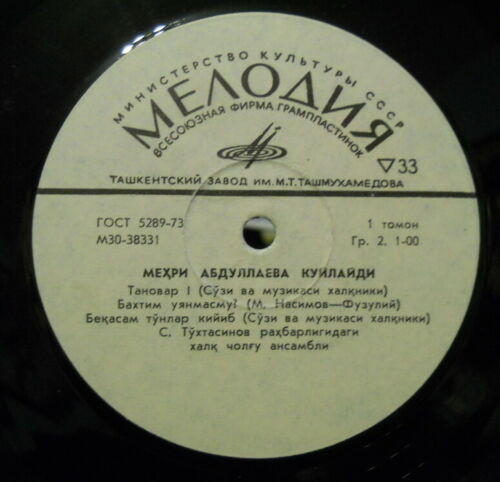 МИНИСТЕРСТВО КУЛЬТУРЫ СССР
МЕЛОДИЯ
ВСЕСОЮЗНАЯ ФИРМА ГРАМПЛАСТИНОК
▽33
ТАШКЕНТСКИЙ ЗАВОД ИМ. М.Т. ТАШМУХАМЕДОВА
ГОСТ 5289-73
М30-38331
1 томон
Гр. 2. 1-00
МЕҲРИ АБДУЛЛАЕВА КУЙЛАЙДИ
Тановар I (Сўзи ва музикаси халқники)
Бахтим уянмасму? (М. Насимов—Фузулий)
Беқасам тўнлар кийиб (Сўзи ва музикаси халқники)
С. Тўхтасинов раҳбарлигидаги
халқ чолғу ансамбли